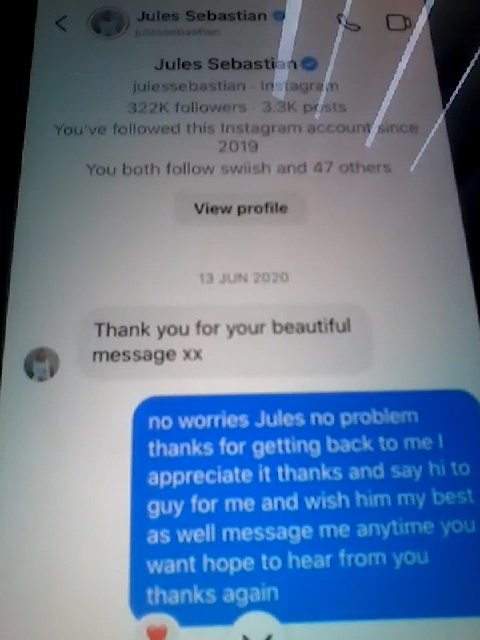 Jules Sebastian
julessebastian
Jules Sebastian
julessebastian · Instagram
322K followers · 3.3K posts
You've followed this Instagram account since
2019
You both follow swiish and 47 others
View profile
13 JUN 2020
Thank you for your beautiful
message xx
no worries Jules no problem
thanks for getting back to me I
appreciate it thanks and say hi to
guy for me and wish him my best
as well message me anytime you
want hope to hear from you
thanks again